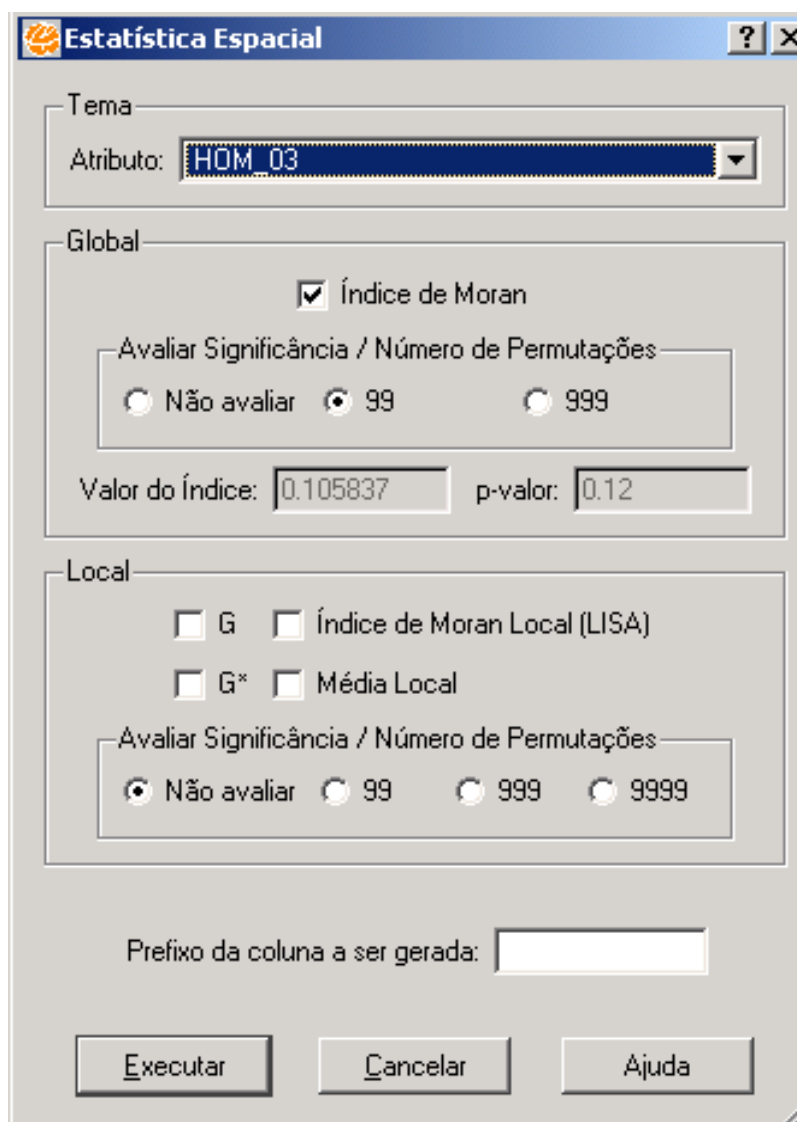 Estatística Espacial
Tema
Atributo: HOM_03
Global
Índice de Moran
Avaliar Significância / Número de Permutações
Não avaliar 99 999
Valor do Índice: 0.105837 p-valor: 0.12
Local
G Índice de Moran Local (LISA)
G* Média Local
Avaliar Significância / Número de Permutações
Não avaliar 99 999 9999
Prefixo da coluna a ser gerada:
Executar Cancelar Ajuda